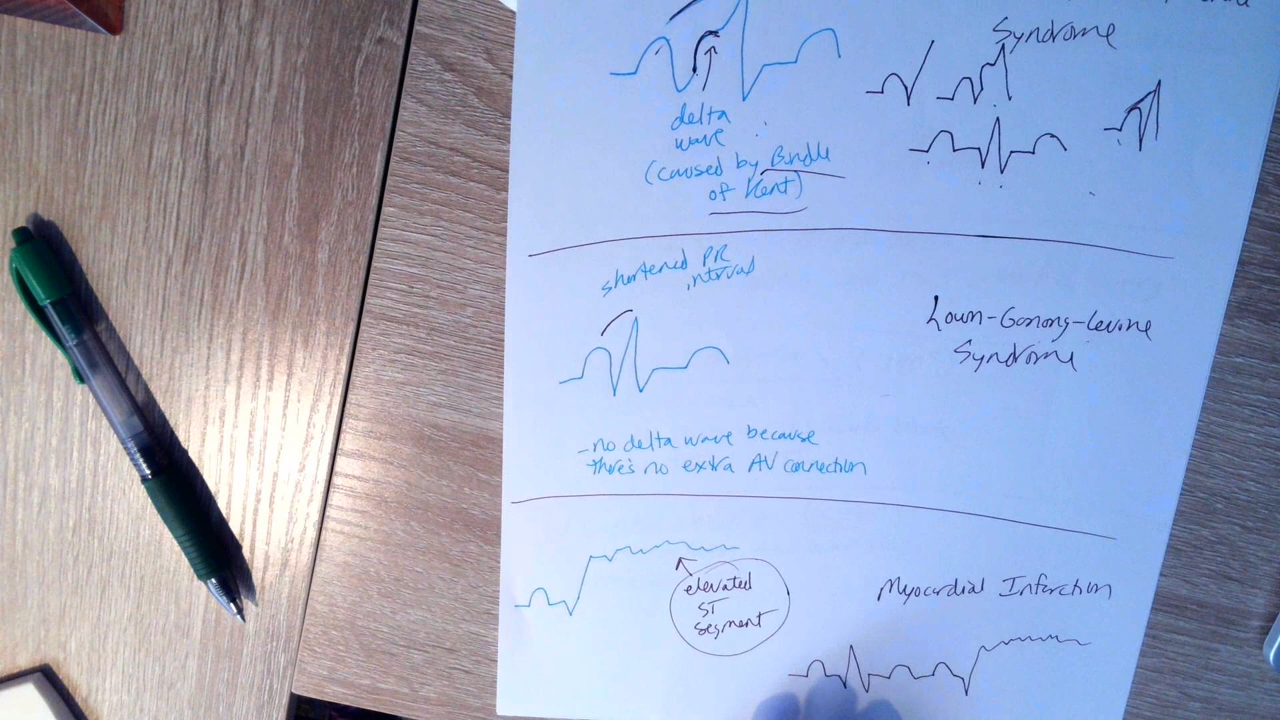 Syndrome
delta
wave
(caused by Bundle
of Kent)
shortened PR
interval
Lown-Ganong-Levine
Syndrome
-no delta wave because
there's no extra AV connection
elevated
ST
segment
Myocardial Infarction